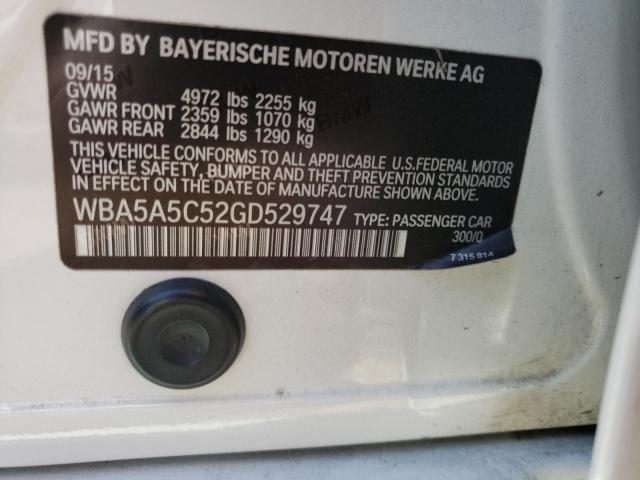 MFD BY BAYERISCHE MOTOREN WERKE AG
09/15
GVWR 4972 lbs 2255 kg
GAWR FRONT 2359 lbs 1070 kg
GAWR REAR 2844 lbs 1290 kg
THIS VEHICLE CONFORMS TO ALL APPLICABLE U.S.FEDERAL MOTOR
VEHICLE SAFETY, BUMPER AND THEFT PREVENTION STANDARDS
IN EFFECT ON THE DATE OF MANUFACTURE SHOWN ABOVE.
WBA5A5C52GD529747 TYPE: PASSENGER CAR
300/0
7 315 814
BMW